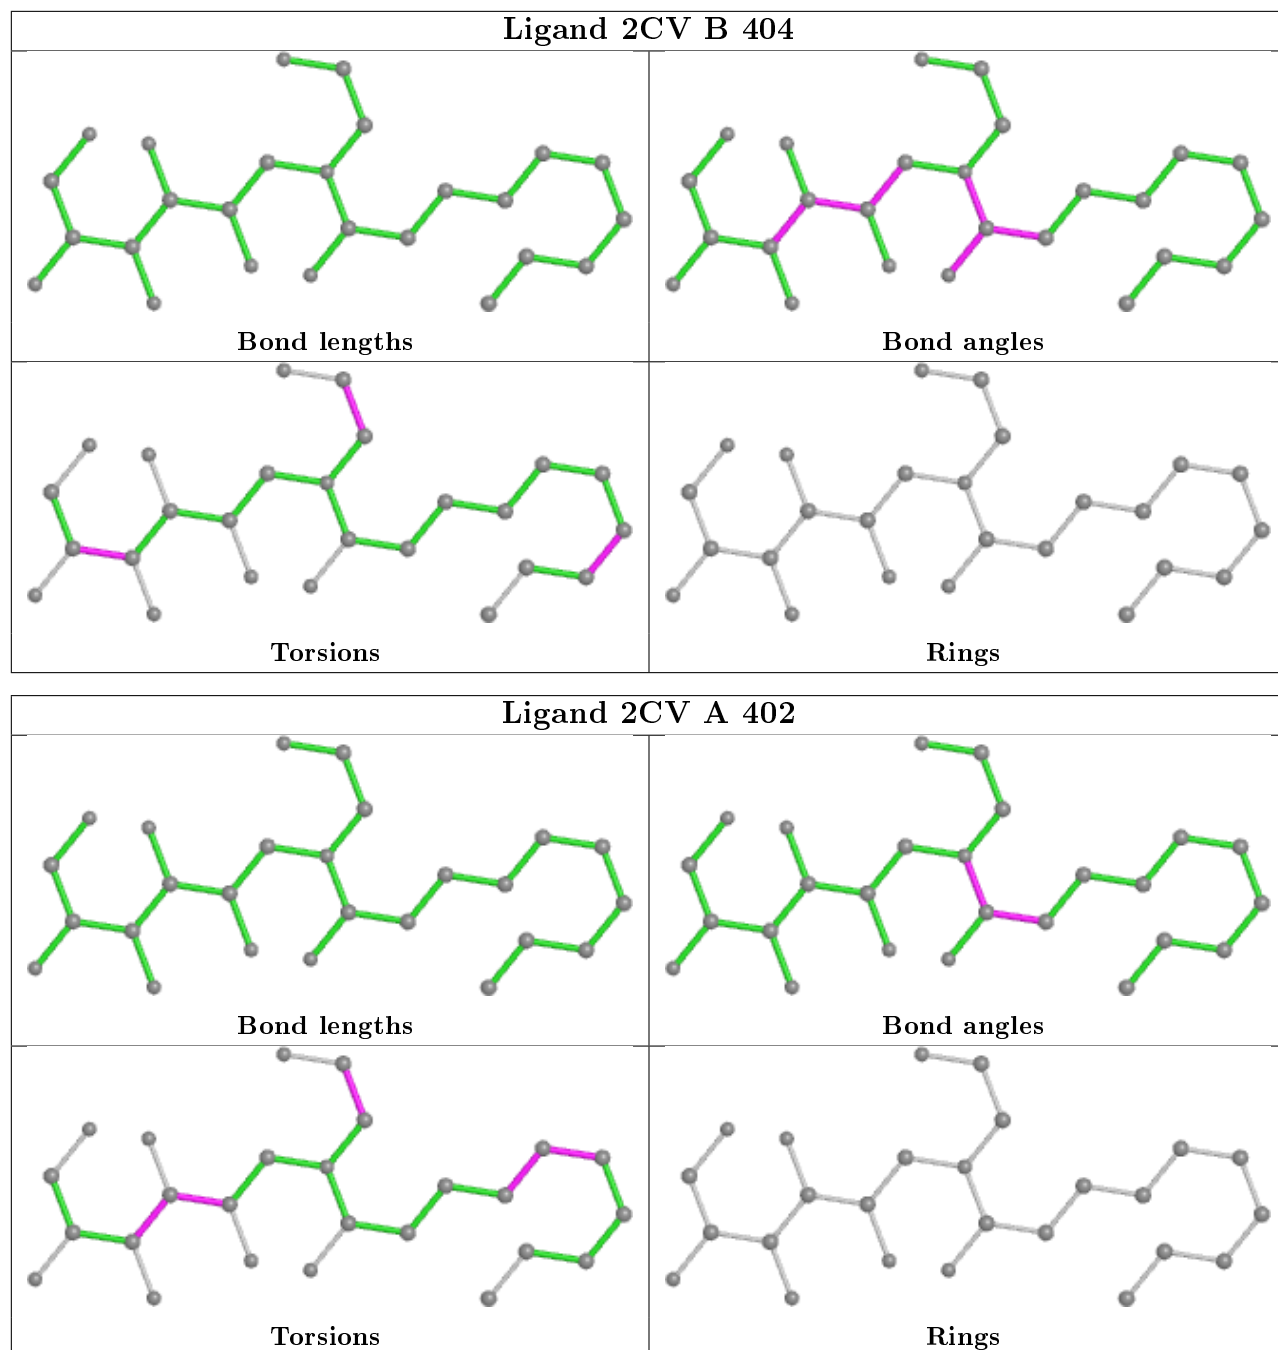 Ligand 2CV B 404
Bond lengths
Bond angles
Torsions
Rings
Ligand 2CV A 402
Bond lengths
Bond angles
Torsions
Rings